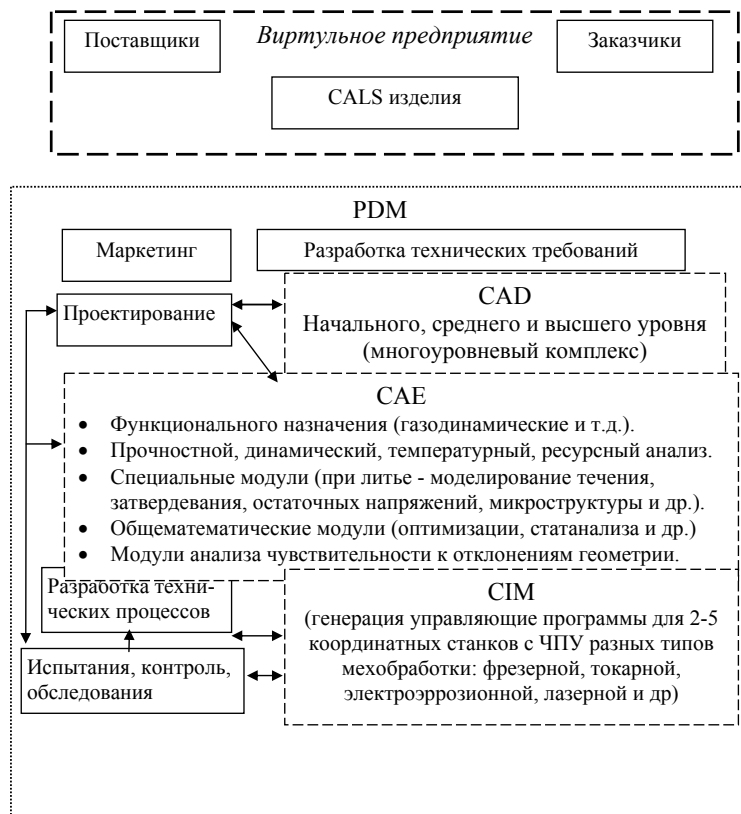 Поставщики
Виртульное предприятие
Заказчики
CALS изделия
PDM
Маркетинг
Разработка технических требований
Проектирование
CAD
Начального, среднего и высшего уровня
(многоуровневый комплекс)
CAE
• Функционального назначения (газодинамические и т.д.).
• Прочностной, динамический, температурный, ресурсный анализ.
• Специальные модули (при литье - моделирование течения,
затвердевания, остаточных напряжений, микроструктуры и др.).
• Общематематические модули (оптимизации, статанализа и др.)
• Модули анализа чувствительности к отклонениям геометрии.
Разработка техни-
ческих процессов
CIM
(генерация управляющие программы для 2-5
координатных станков с ЧПУ разных типов
мехобработки: фрезерной, токарной,
электроэррозионной, лазерной и др)
Испытания, контроль,
обследования